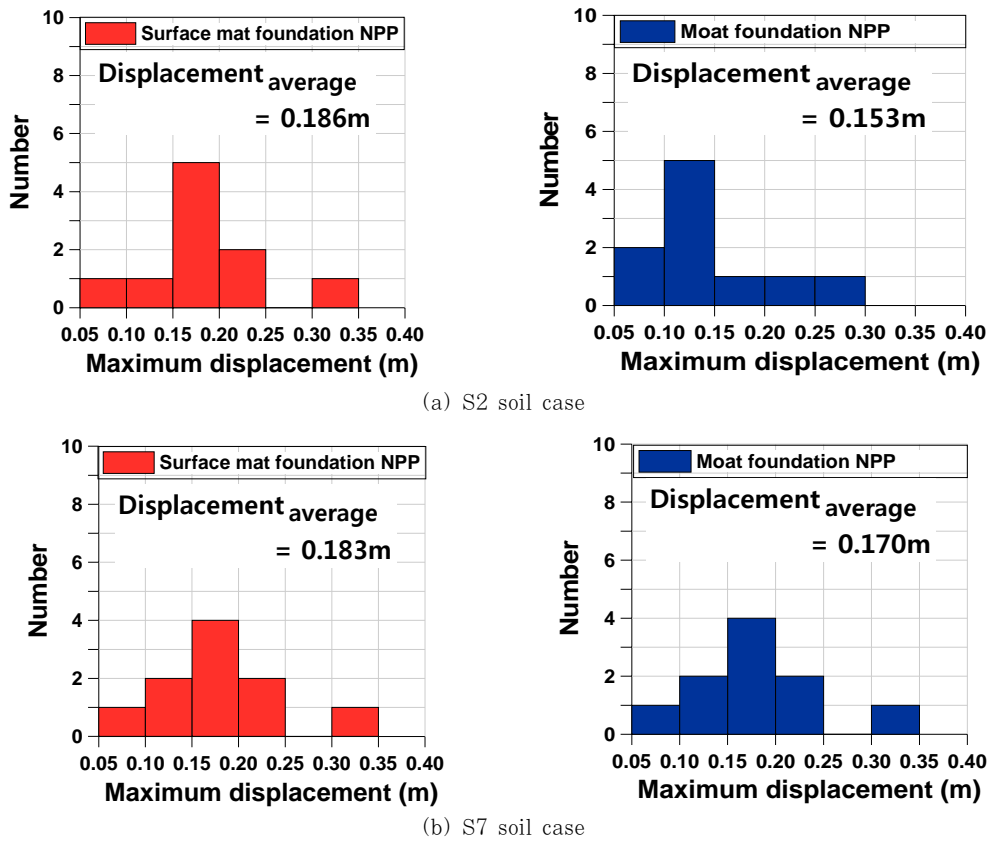 Surface mat foundation NPP
Displacement average
= 0.186m
10
8
6
4
2
0
Number
0.05 0.10 0.15 0.20 0.25 0.30 0.35 0.40
Maximum displacement (m)
Moat foundation NPP
Displacement average
= 0.153m
10
8
6
4
2
0
Number
0.05 0.10 0.15 0.20 0.25 0.30 0.35 0.40
Maximum displacement (m)
(a) S2 soil case
Surface mat foundation NPP
Displacement average
= 0.183m
10
8
6
4
2
0
Number
0.05 0.10 0.15 0.20 0.25 0.30 0.35 0.40
Maximum displacement (m)
Moat foundation NPP
Displacement average
= 0.170m
10
8
6
4
2
0
Number
0.05 0.10 0.15 0.20 0.25 0.30 0.35 0.40
Maximum displacement (m)
(b) S7 soil case